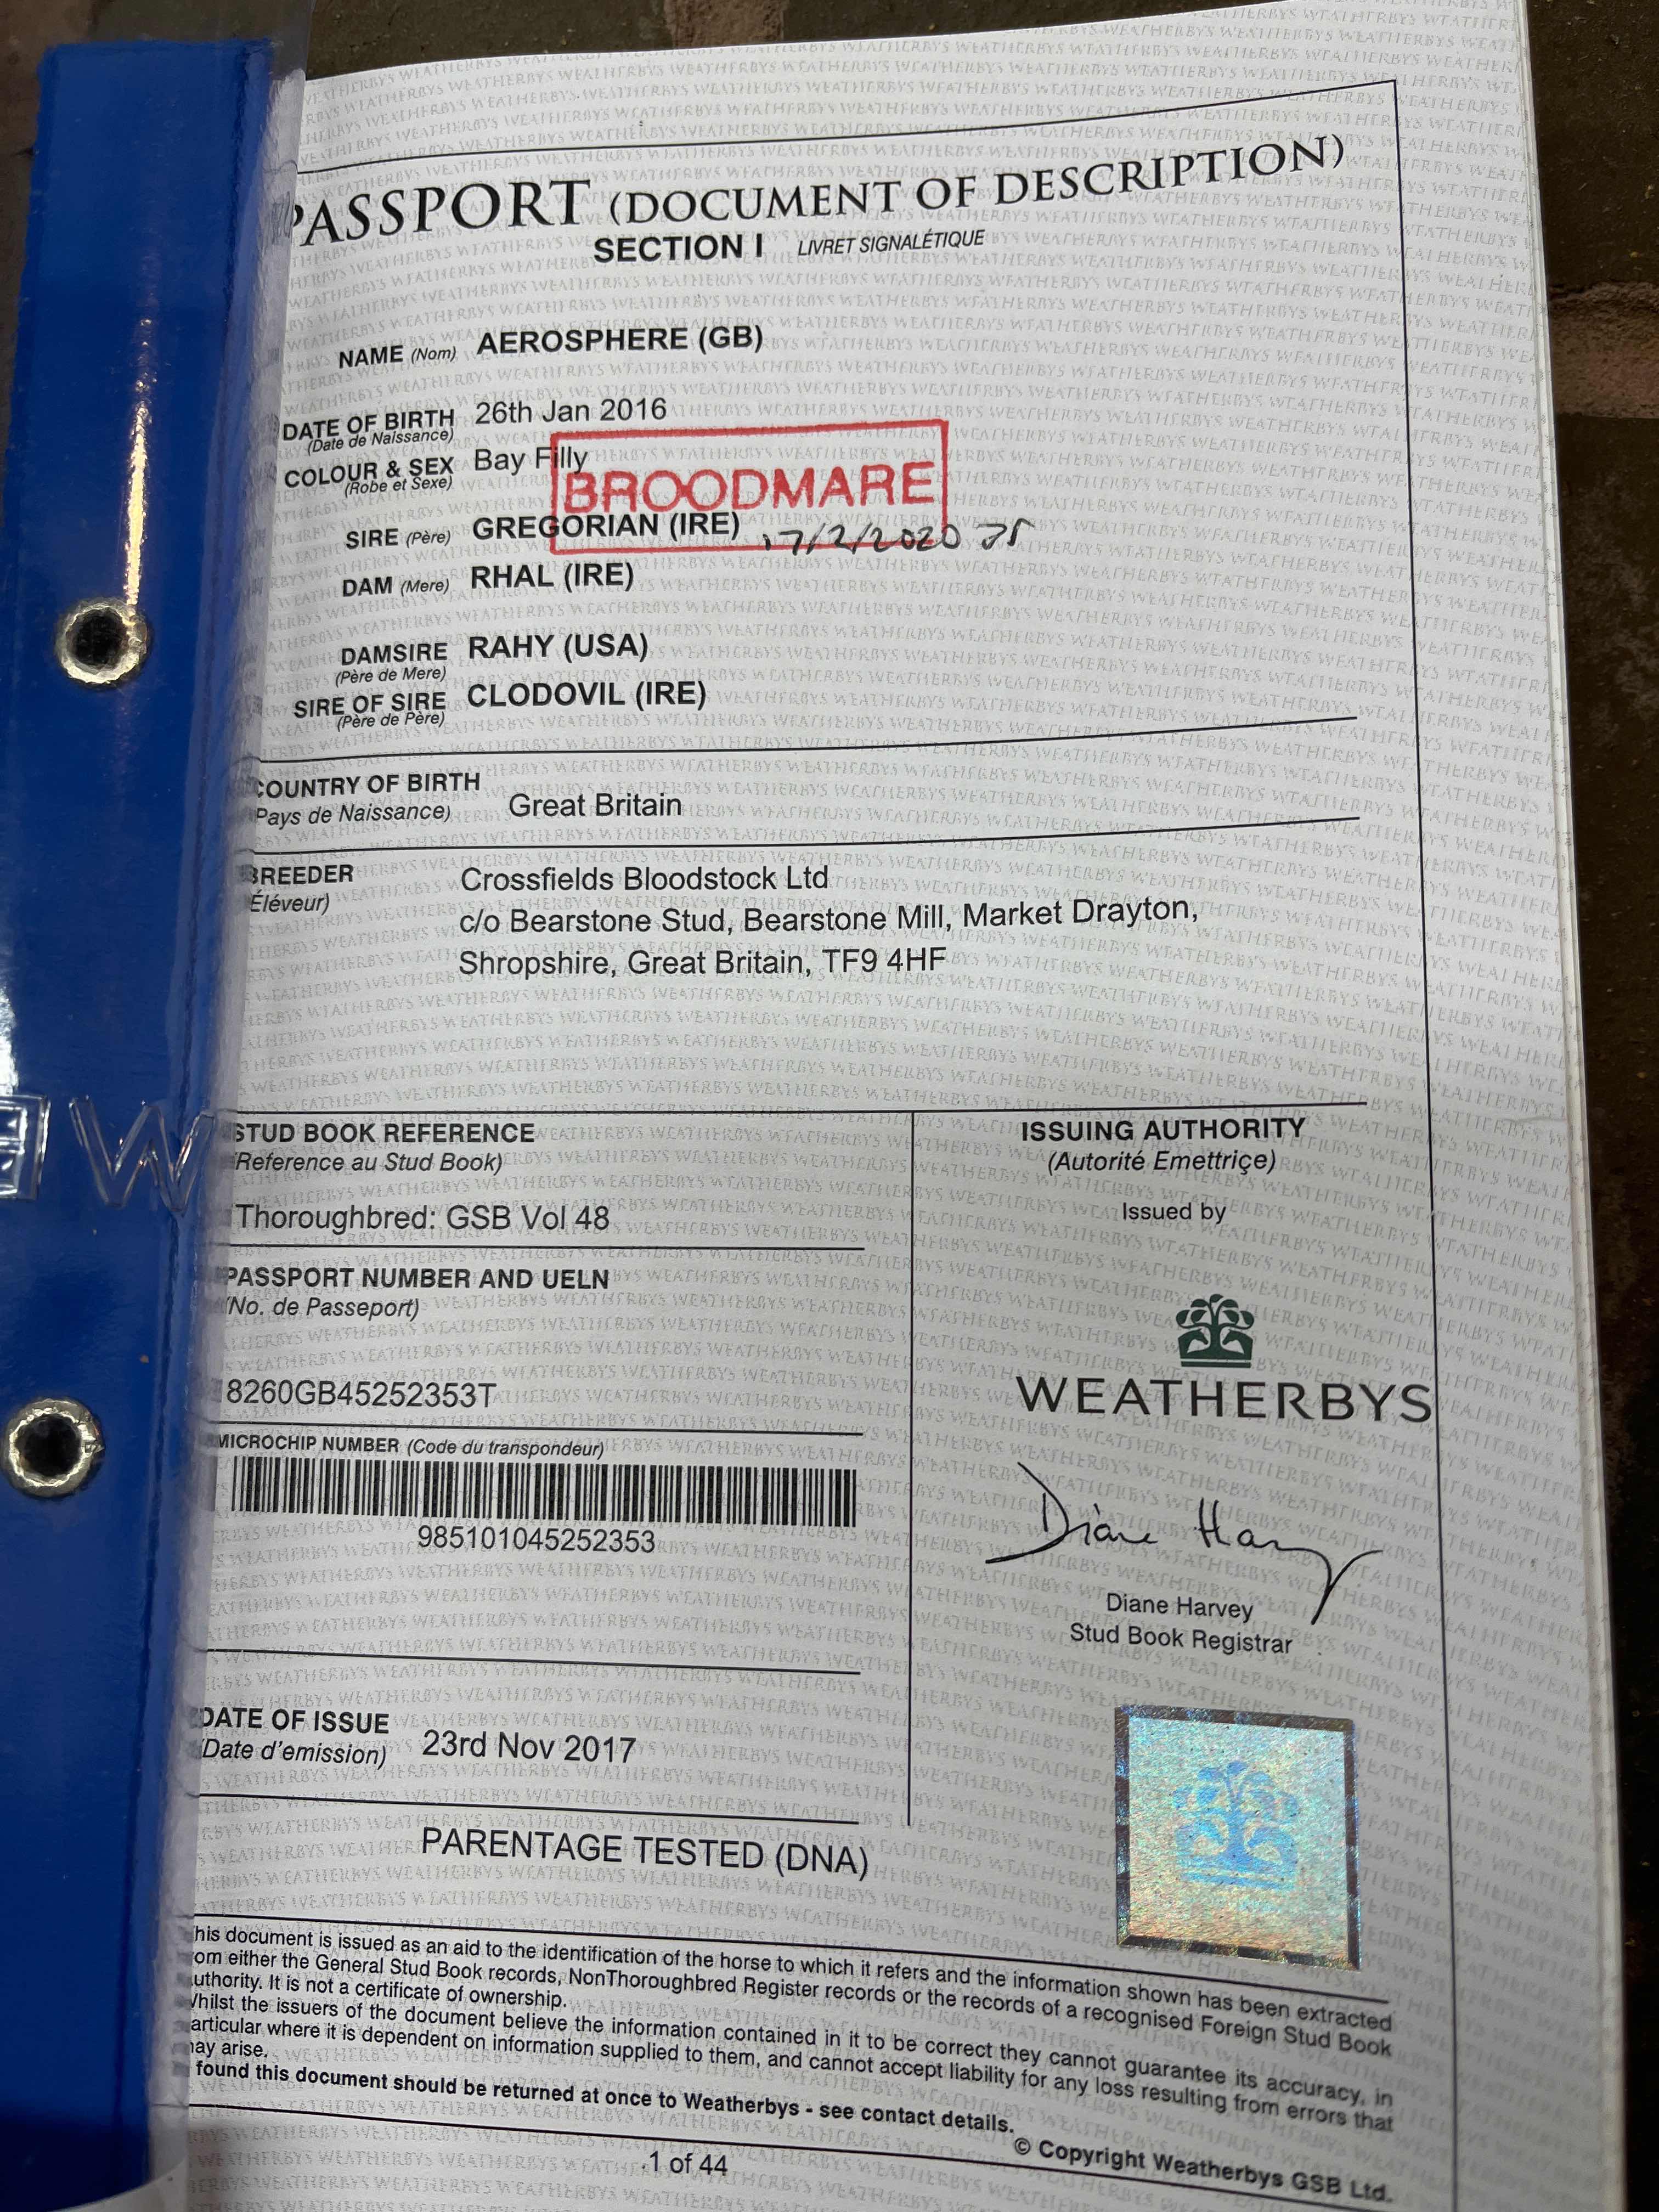 PASSPORT (DOCUMENT OF DESCRIPTION)
SECTION I LIVRET SIGNALÉTIQUE
NAME (Nom) AEROSPHERE (GB)
DATE OF BIRTH 26th Jan 2016
(Date de Naissance)
COLOUR & SEX Bay Filly
(Robe et Sexe)
BROODMARE
SIRE (Père) GREGORIAN (IRE) 17/2/2020
DAM (Mere) RHAL (IRE)
DAMSIRE RAHY (USA)
(Père de Mere)
SIRE OF SIRE CLODOVIL (IRE)
(Père de Père)
COUNTRY OF BIRTH
Pays de Naissance) Great Britain
BREEDER Crossfields Bloodstock Ltd
Éléveur) c/o Bearstone Stud, Bearstone Mill, Market Drayton,
Shropshire, Great Britain, TF9 4HF
STUD BOOK REFERENCE
(Reference au Stud Book)
Thoroughbred: GSB Vol 48
PASSPORT NUMBER AND UELN
(No. de Passeport)
8260GB45252353T
MICROCHIP NUMBER (Code du transpondeur)
985101045252353
DATE OF ISSUE 23rd Nov 2017
(Date d'emission)
PARENTAGE TESTED (DNA)
ISSUING AUTHORITY
(Autorité Emettriçe)
Issued by
WEATHERBYS
Diane Harvey
Diane Harvey
Stud Book Registrar
his document is issued as an aid to the identification of the horse to which it refers and the information shown has been extracted
om either the General Stud Book records, NonThoroughbred Register records or the records of a recognised Foreign Stud Book
uthority. It is not a certificate of ownership.
Whilst the issuers of the document believe the information contained in it to be correct they cannot guarantee its accuracy, in
articular where it is dependent on information supplied to them, and cannot accept liability for any loss resulting from errors that
may arise.
found this document should be returned at once to Weatherbys - see contact details.
© Copyright Weatherbys GSB Ltd.
1 of 44